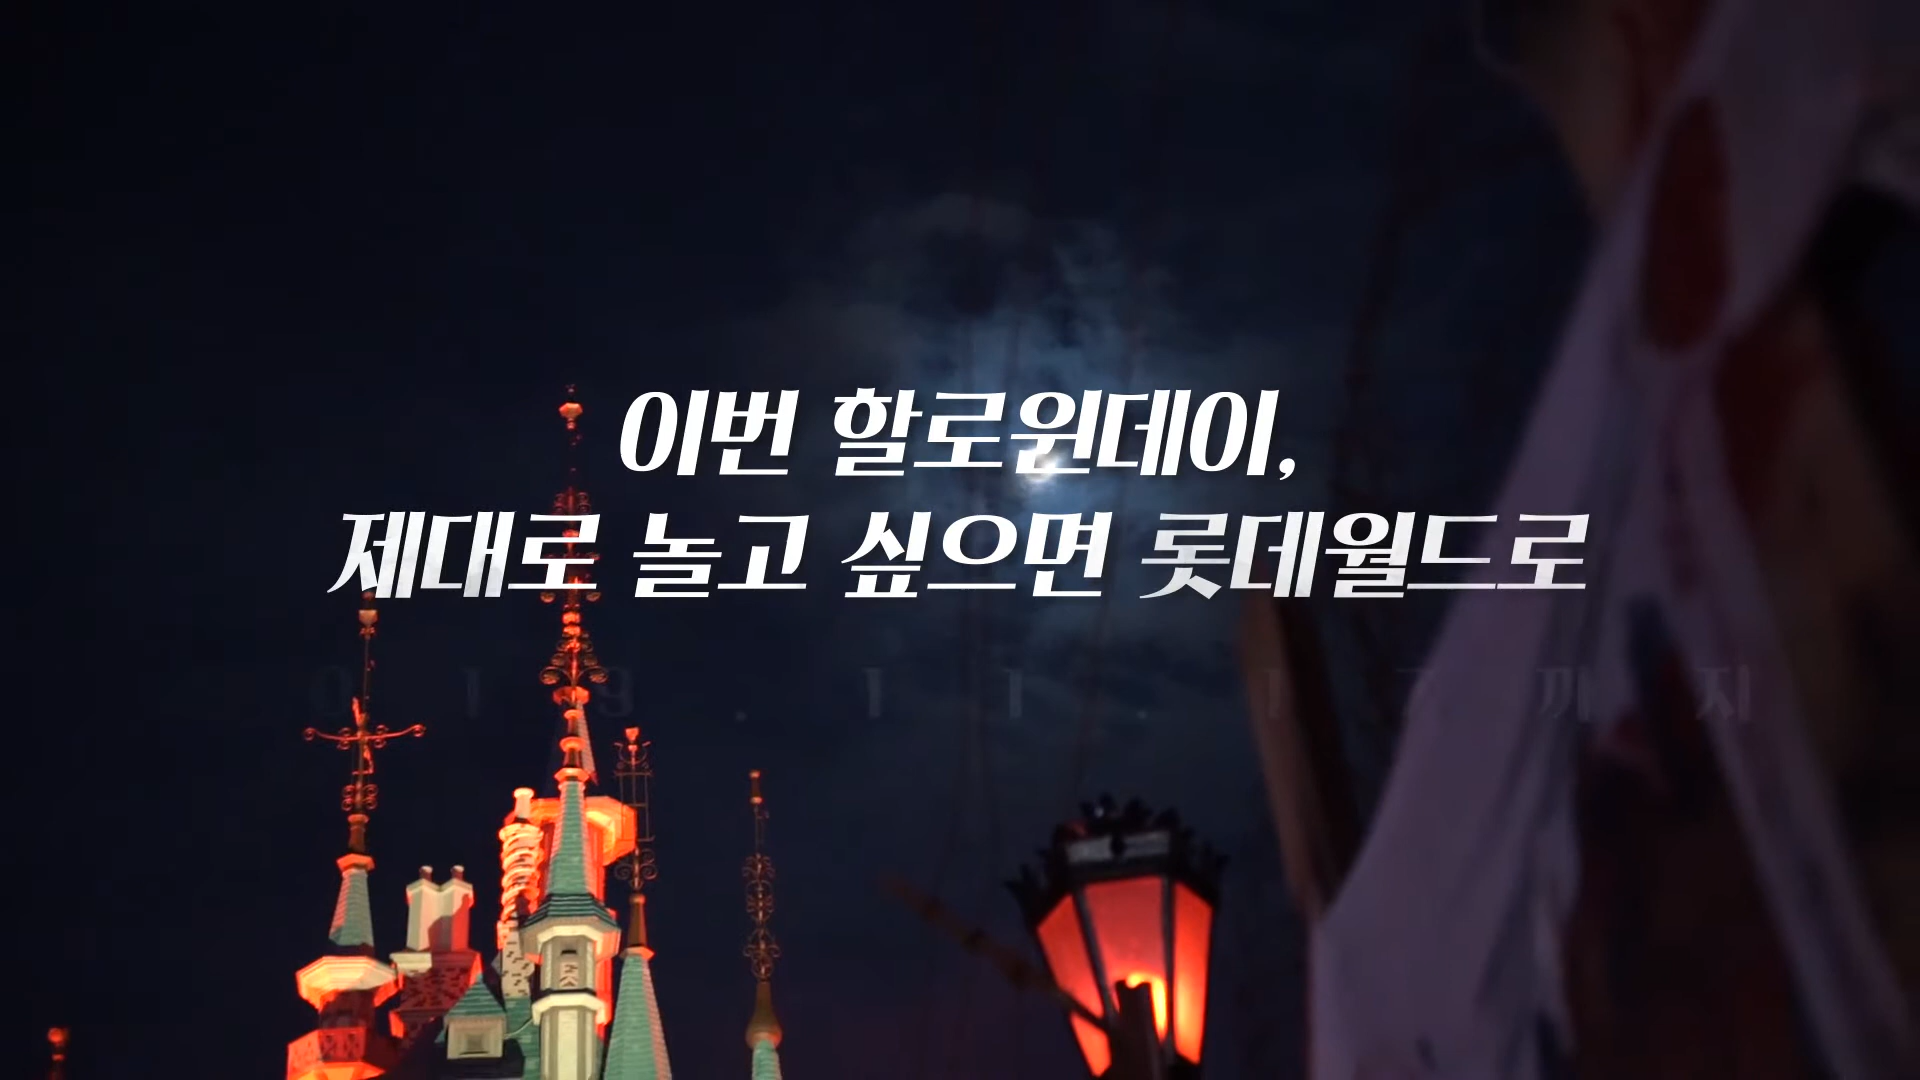 이번 할로윈데이,
제대로 놀고 싶으면 롯데월드로